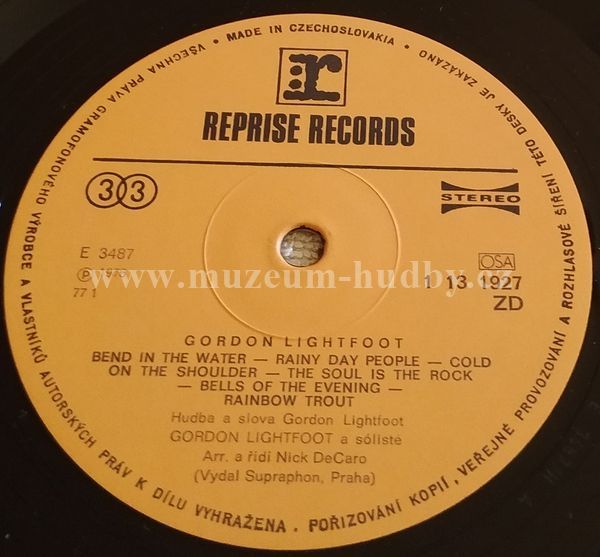 VŠECHNA PRÁVA GRAMOFONOVÉHO VÝROBCE A VLASTNÍKŮ AUTORSKÝCH PRÁV K DÍLU VYHRAŽENA . POŘIZOVÁNÍ KOPIÍ, VEŘEJNÉ PROVOZOVÁNÍ A ROZHLASOVÉ ŠÍŘENÍ TÉTO DESKY JE ZAKÁZÁNO
• MADE IN CZECHOSLOVAKIA •
r
REPRISE RECORDS
33
STEREO
E 3487
OSA
℗ 1975
www.muzeum-hudby.cz
1 13 1927
77 1
ZD
GORDON LIGHTFOOT
BEND IN THE WATER — RAINY DAY PEOPLE — COLD
ON THE SHOULDER — THE SOUL IS THE ROCK
— BELLS OF THE EVENING —
RAINBOW TROUT
Hudba a slova Gordon Lightfoot
GORDON LIGHTFOOT a sóliste
Arr. a řídí Nick DeCaro
(Vydal Supraphon, Praha)